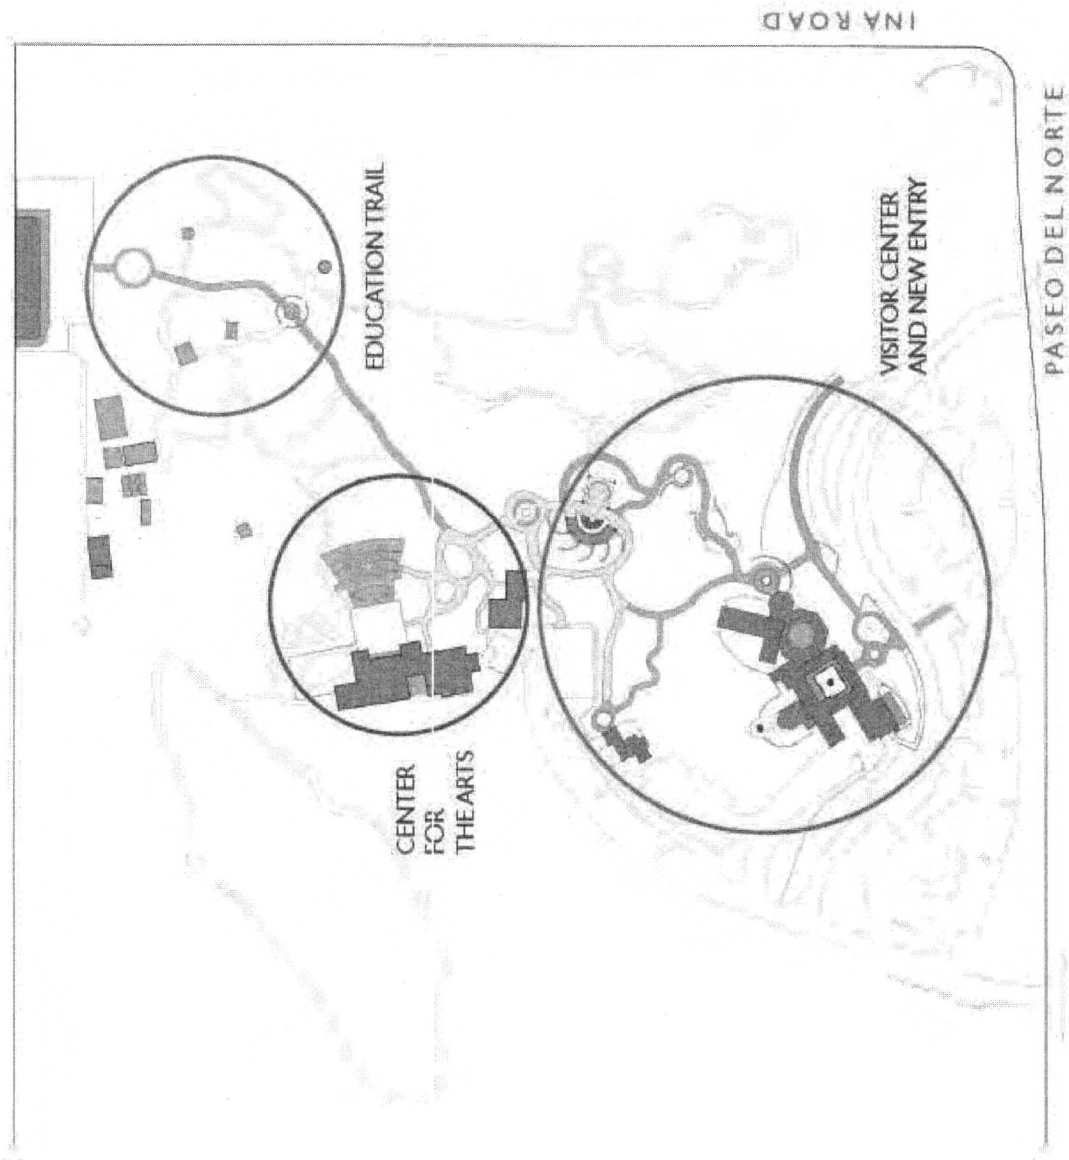 INA ROAD
PASEO DEL NORTE
EDUCATION TRAIL
VISITOR CENTER
AND NEW ENTRY
CENTER
FOR
THE ARTS